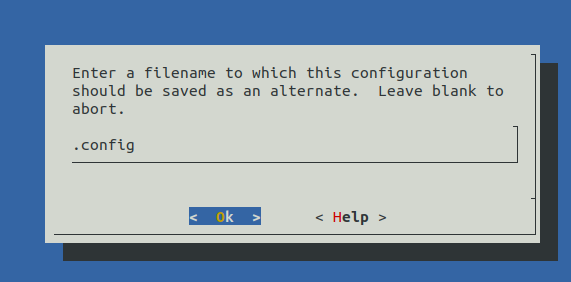 Enter a filename to which this configuration
should be saved as an alternate.  Leave blank to
abort.
.config
<  Ok  >      < Help >